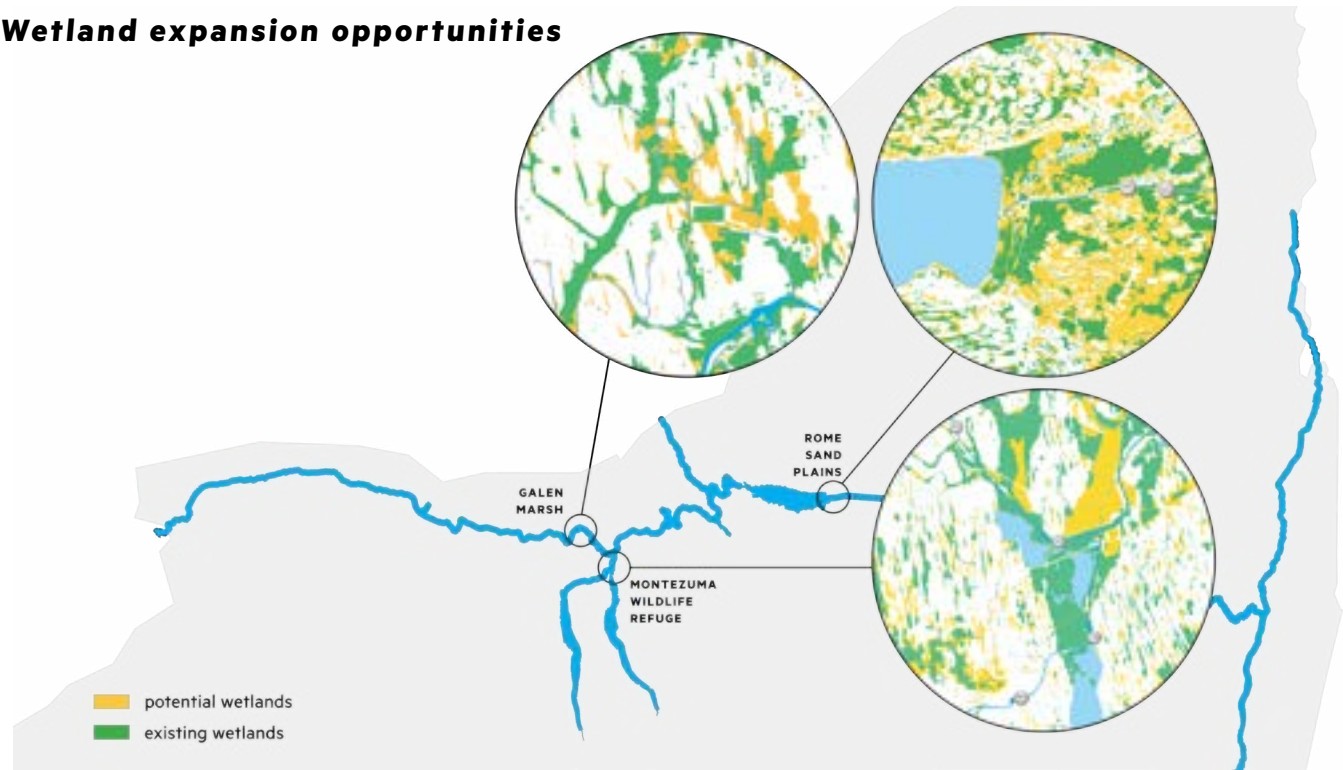 Wetland expansion opportunities
ROME
SAND
PLAINS
GALEN
MARSH
MONTEZUMA
WILDLIFE
REFUGE
potential wetlands
existing wetlands